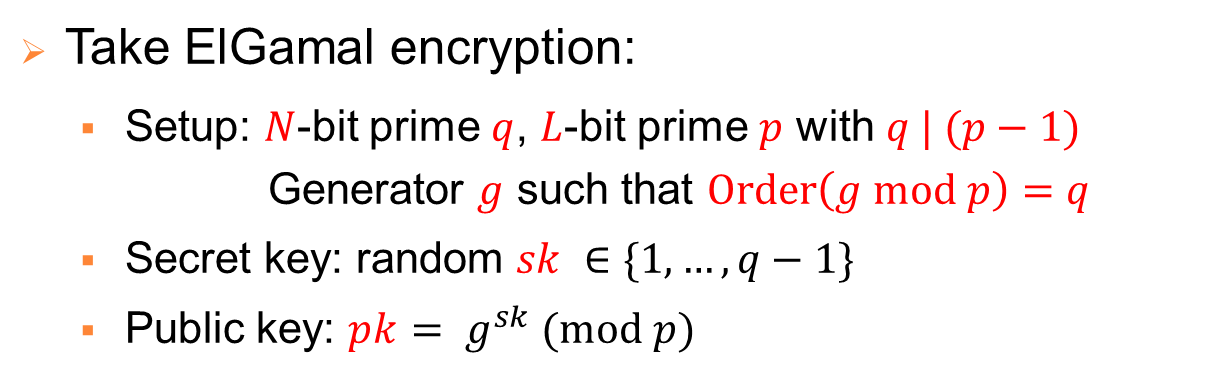 ➢ Take ElGamal encryption:
▪ Setup: N-bit prime q, L-bit prime p with q | (p − 1)
Generator g such that Order(g mod p) = q
▪ Secret key: random sk ∈ {1, … , q − 1}
▪ Public key: pk = g^{sk} (mod p)